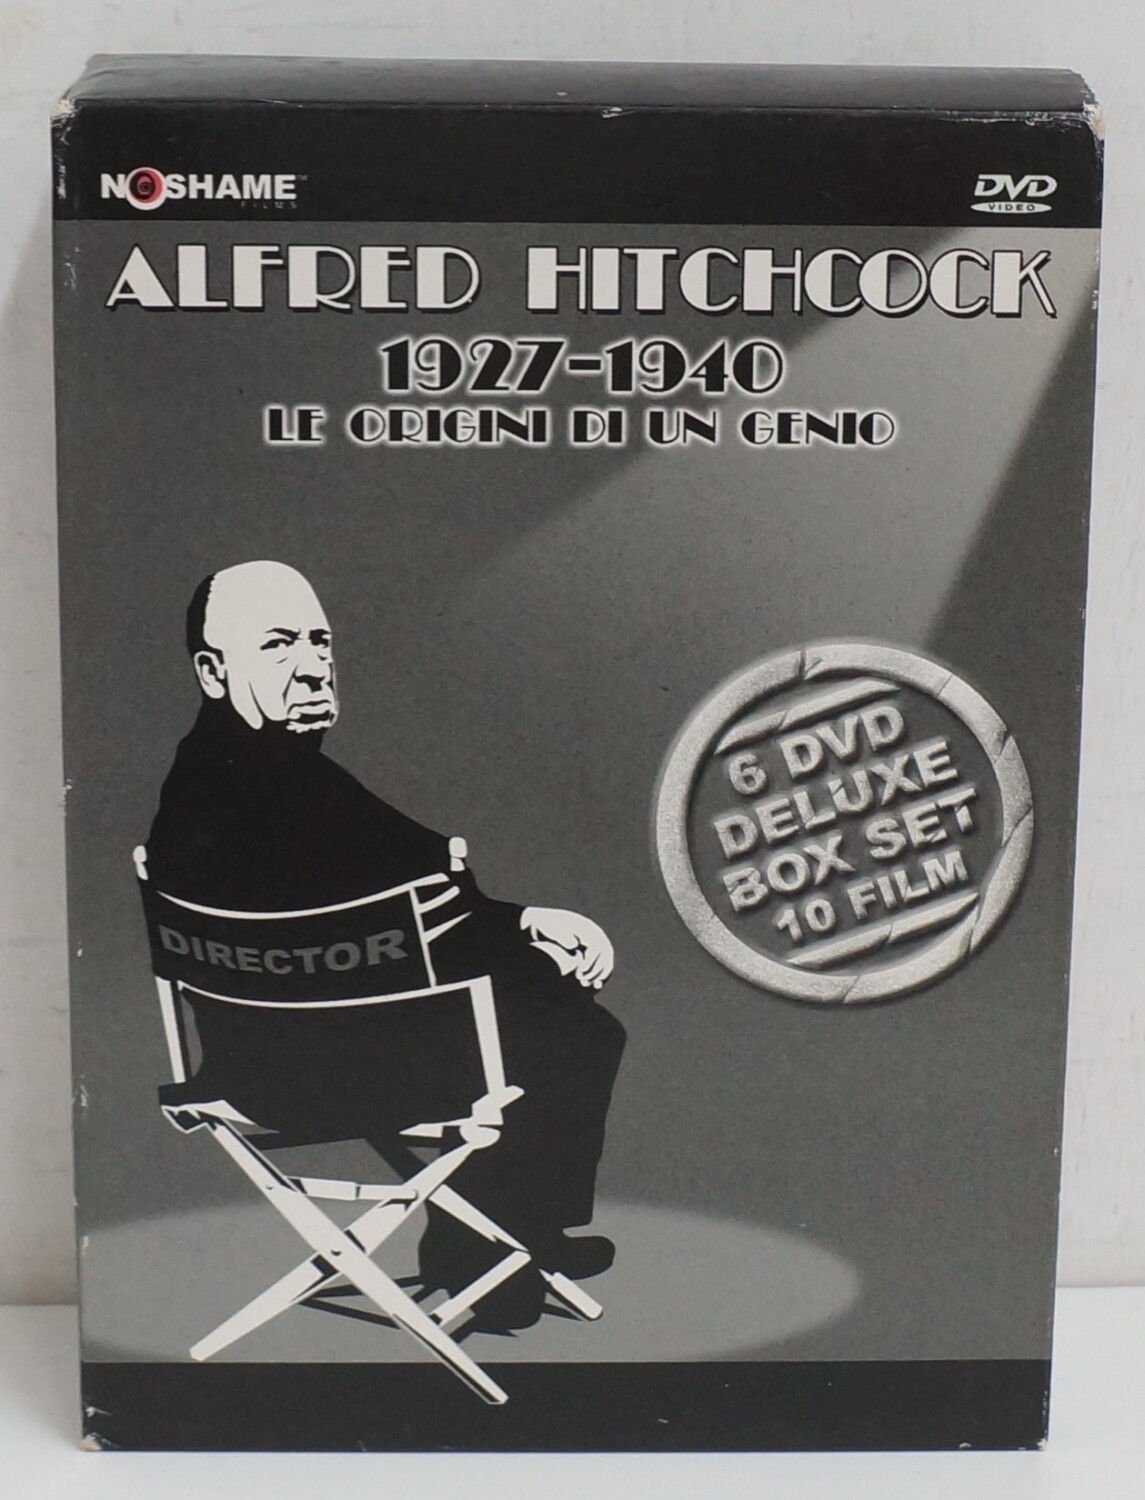 NOSHAME™
FILMS
DVD
VIDEO
ALFRED HITCHCOCK
1927-1940
LE ORIGINI DI UN GENIO
6 DVD
DELUXE
BOX SET
10 FILM
DIRECTOR